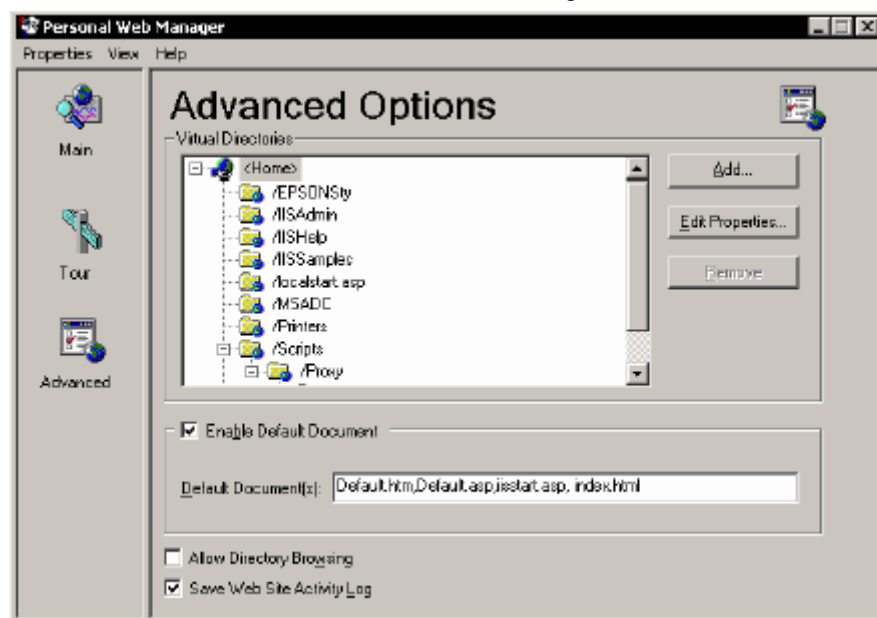 Personal Web Manager
Properties View Help
Main
Tour
Advanced
Advanced Options
Virtual Directories
<Home>
/EPSONSty
/IISAdmin
/IISHelp
/IISSamples
/localstart.asp
/MSADC
/Printers
/Scripts
/Proxy
Add...
Edit Properties...
Remove
Enable Default Document
Default Document(s): Default.htm,Default.asp,iisstart.asp, index.html
Allow Directory Browsing
Save Web Site Activity Log